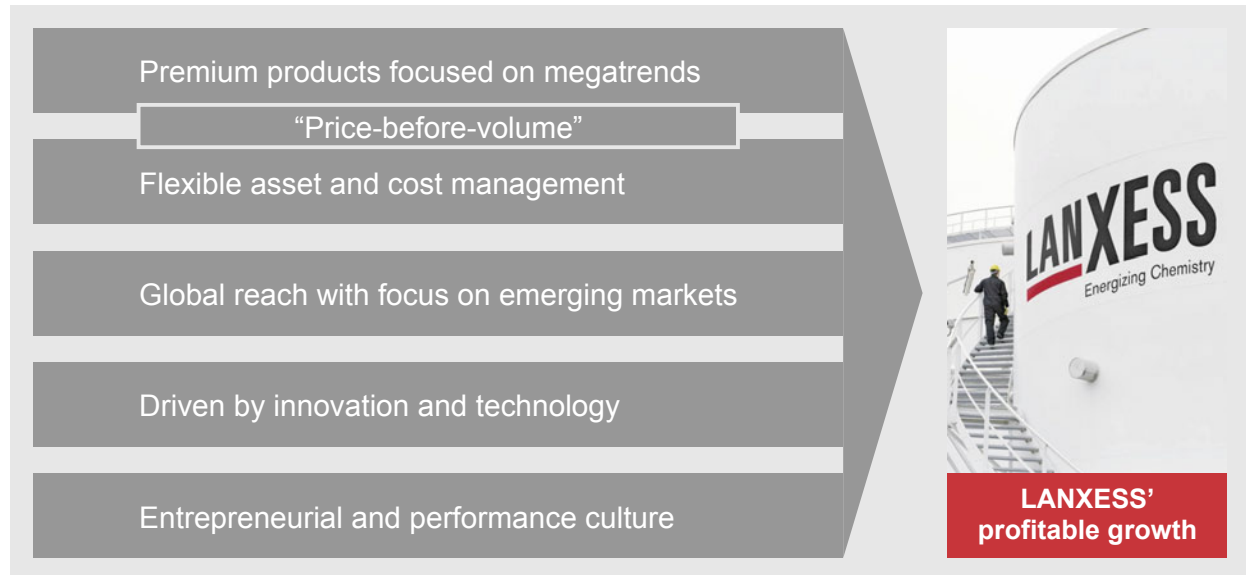 Premium products focused on megatrends
“Price-before-volume”
Flexible asset and cost management
Global reach with focus on emerging markets
Driven by innovation and technology
Entrepreneurial and performance culture
LANXESS
Energizing Chemistry
LANXESS’
profitable growth